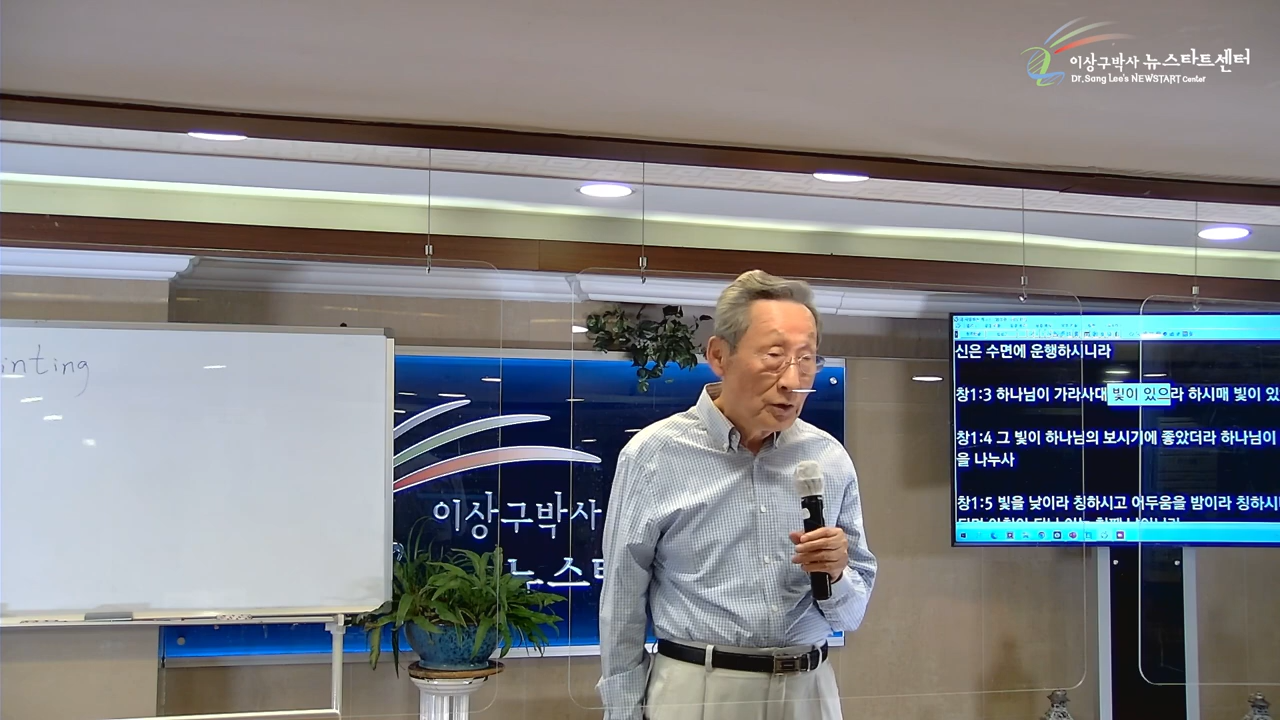 이상구박사 뉴스타트센터
Dr. Sang Lee's NEWSTART Center
inting
이상구박사
뉴스타
신은 수면에 운행하시니라
창1:3 하나님이 가라사대 빛이 있으라 하시매 빛이 있
창1:4 그 빛이 하나님의 보시기에 좋았더라 하나님이
을 나누사
창1:5 빛을 낮이라 칭하시고 어두움을 밤이라 칭하시